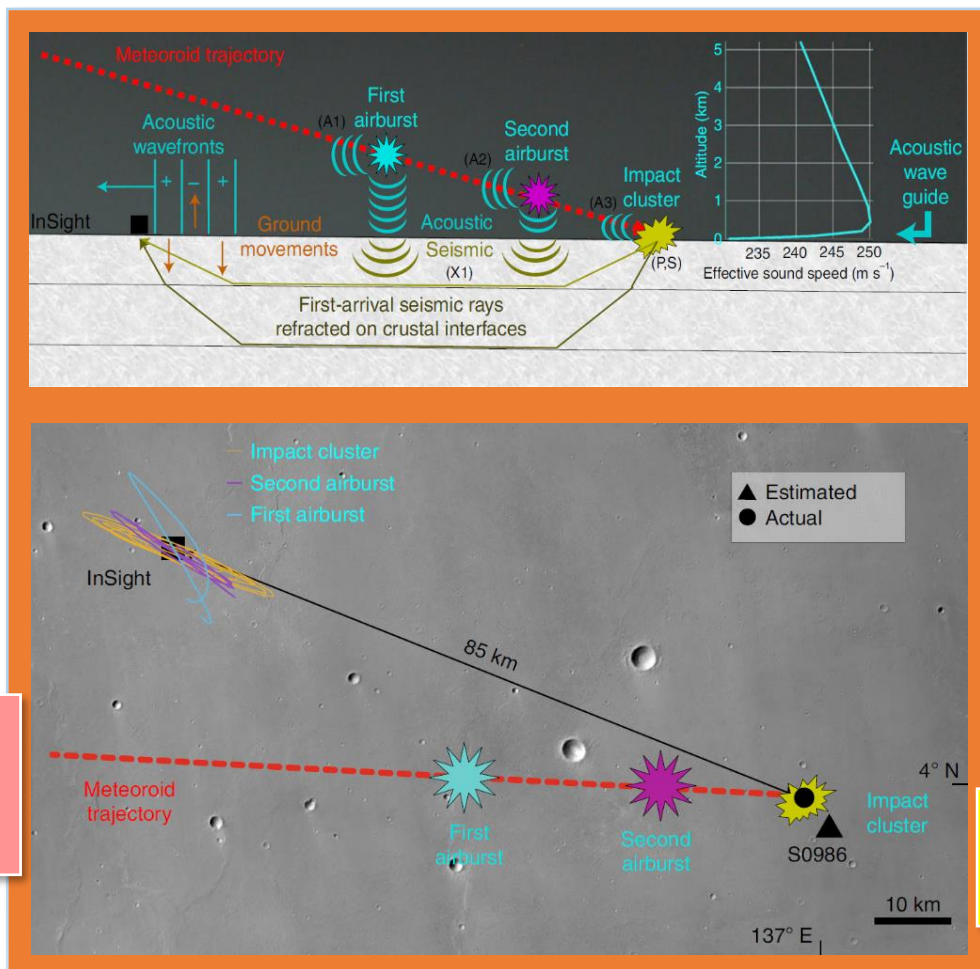 Meteoroid trajectory
First
airburst
(A1)
Second
airburst
(A2)
Impact
cluster
(A3)
Acoustic
wavefronts
+ − +
InSight
Ground
movements
Acoustic
Seismic
(X1)
(P,S)
First-arrival seismic rays
refracted on crustal interfaces
Altitude (km)
5
4
3
2
1
0
235 240 245 250
Effective sound speed (m s⁻¹)
Acoustic
wave
guide
Impact cluster
Second airburst
First airburst
Estimated
Actual
InSight
85 km
Meteoroid
trajectory
First
airburst
Second
airburst
Impact
cluster
S0986
4° N
10 km
137° E